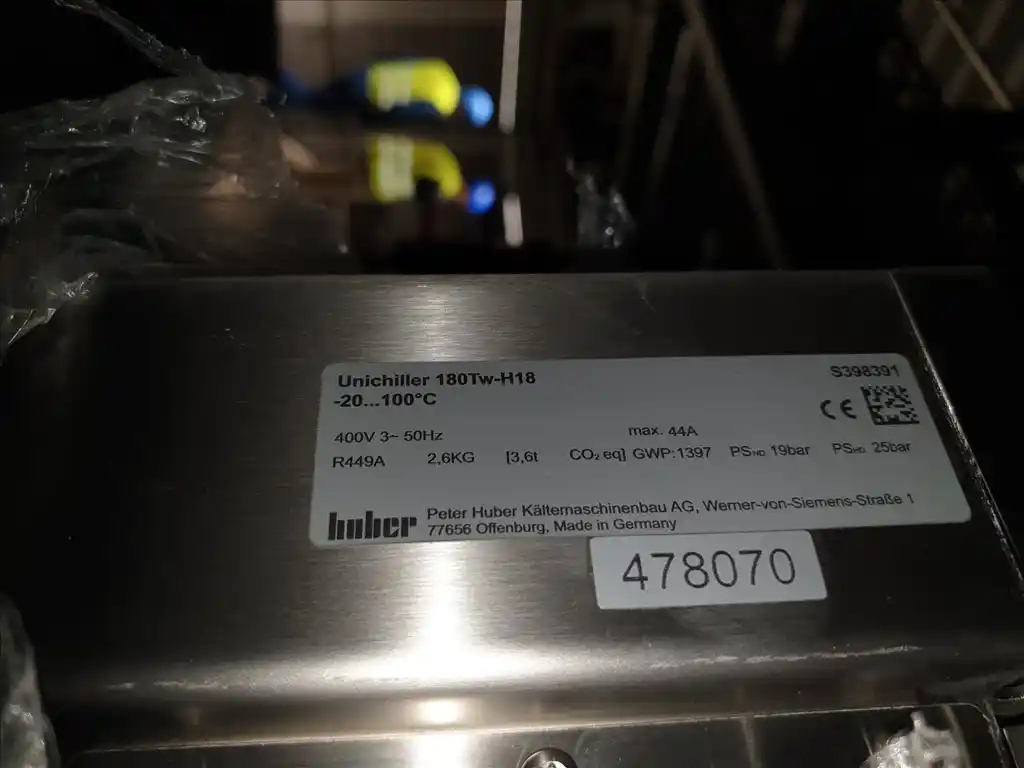 Unichiller 180Tw-H18 S398391
-20...100°C
CE
400V 3~ 50Hz max. 44A
R449A 2,6KG [3,6t CO₂ eq] GWP:1397 PSND 19bar PSHD 25bar
huber
Peter Huber Kältemaschinenbau AG, Werner-von-Siemens-Straße 1
77656 Offenburg, Made in Germany
478070